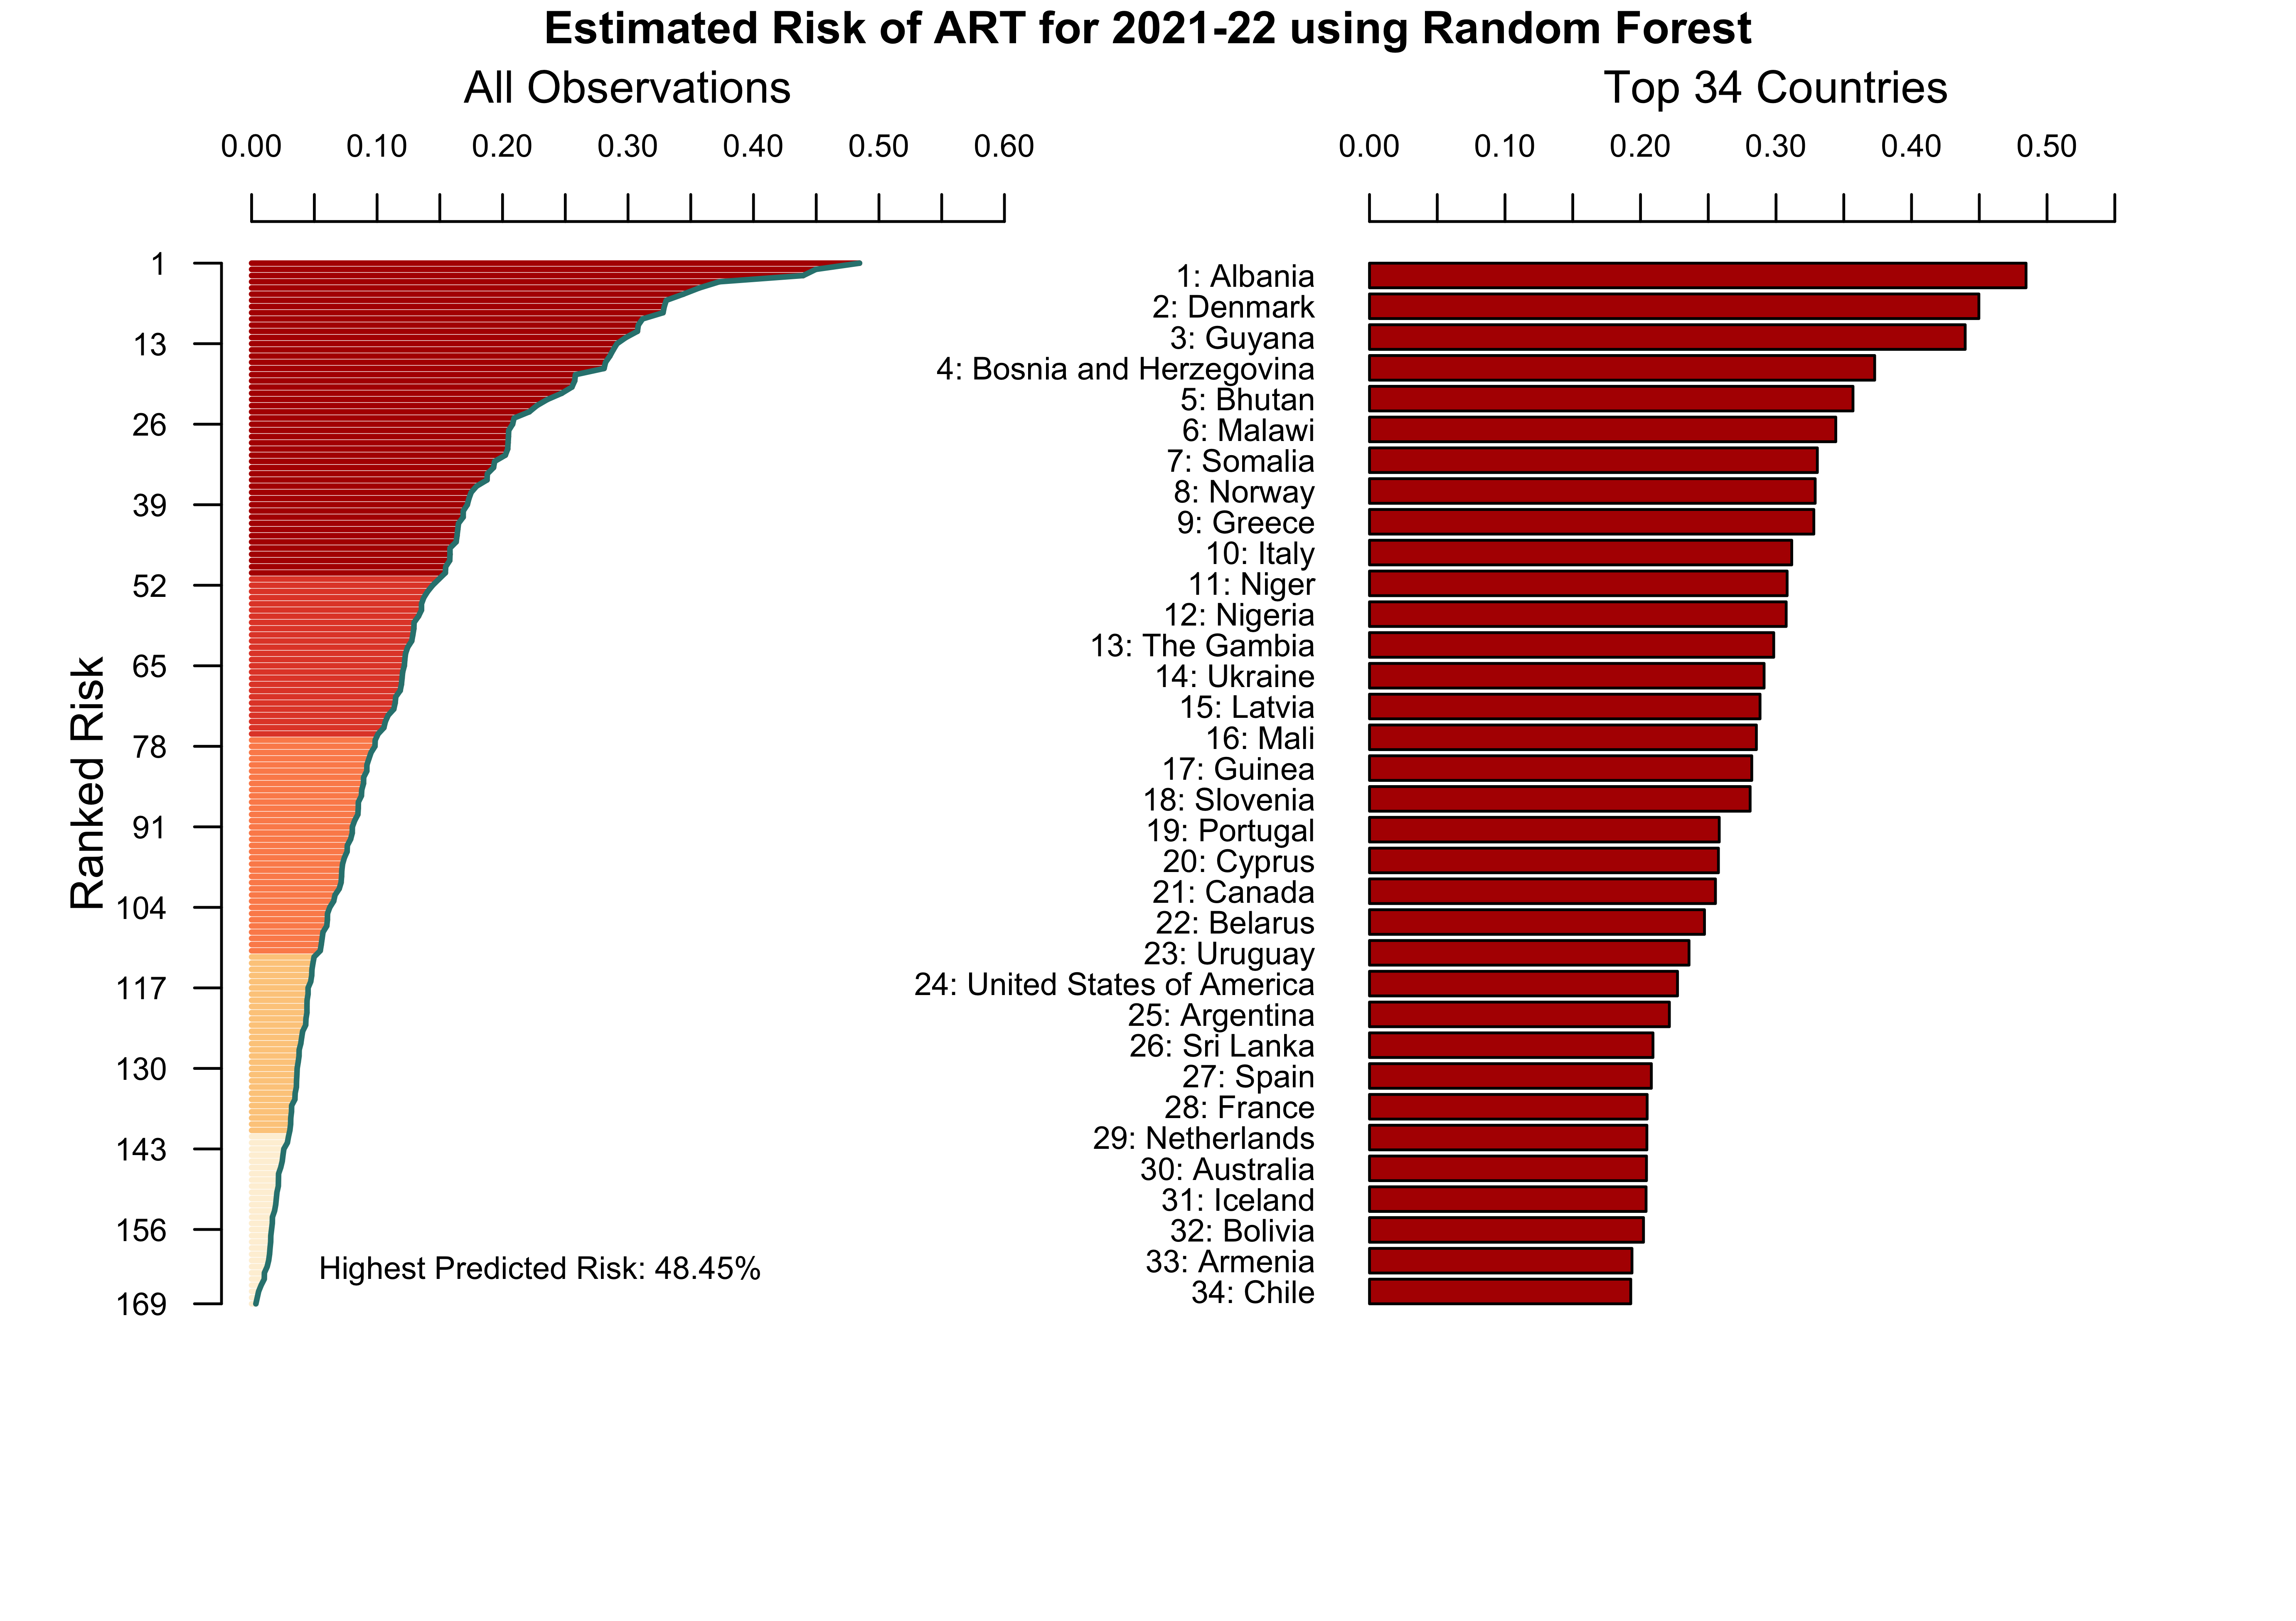 Estimated Risk of ART for 2021-22 using Random Forest
All Observations
0.00 0.10 0.20 0.30 0.40 0.50 0.60
Ranked Risk
1
13
26
39
52
65
78
91
104
117
130
143
156
169
Highest Predicted Risk: 48.45%
Top 34 Countries
0.00 0.10 0.20 0.30 0.40 0.50
1: Albania
2: Denmark
3: Guyana
4: Bosnia and Herzegovina
5: Bhutan
6: Malawi
7: Somalia
8: Norway
9: Greece
10: Italy
11: Niger
12: Nigeria
13: The Gambia
14: Ukraine
15: Latvia
16: Mali
17: Guinea
18: Slovenia
19: Portugal
20: Cyprus
21: Canada
22: Belarus
23: Uruguay
24: United States of America
25: Argentina
26: Sri Lanka
27: Spain
28: France
29: Netherlands
30: Australia
31: Iceland
32: Bolivia
33: Armenia
34: Chile